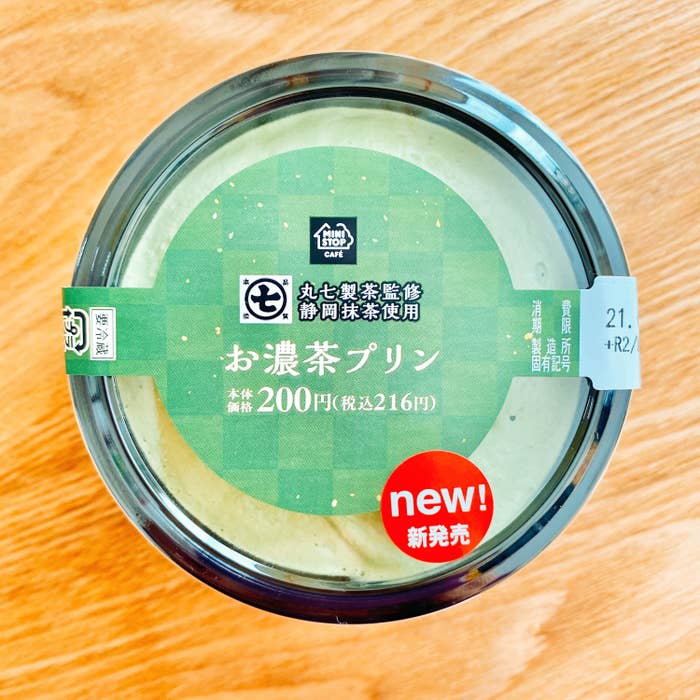 MINI
STOP
CAFÉ
七
丸七製茶監修
静岡抹茶使用
お濃茶プリン
本体
価格 200円(税込216円)
要冷蔵
消費
期限
製造所
固有記号
21.
+R2/
new!
新発売